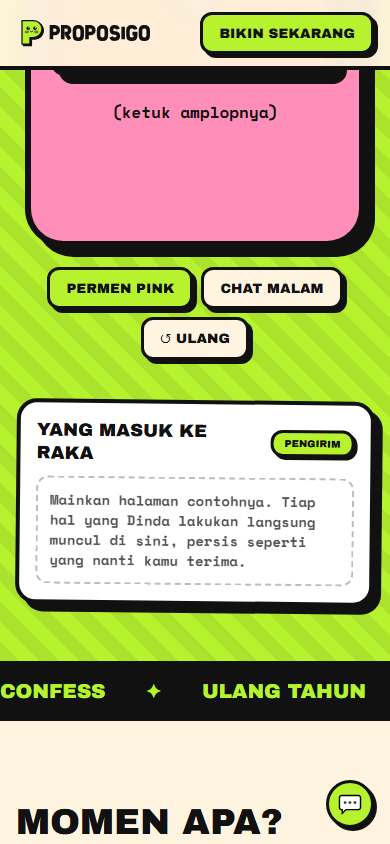 PROPOSIGO
BIKIN SEKARANG
(ketuk amplopnya)
PERMEN PINK
CHAT MALAM
↺ ULANG
YANG MASUK KE
RAKA
PENGIRIM
Mainkan halaman contohnya. Tiap
hal yang Dinda lakukan langsung
muncul di sini, persis seperti
yang nanti kamu terima.
CONFESS ✦ ULANG TAHUN
MOMEN APA?